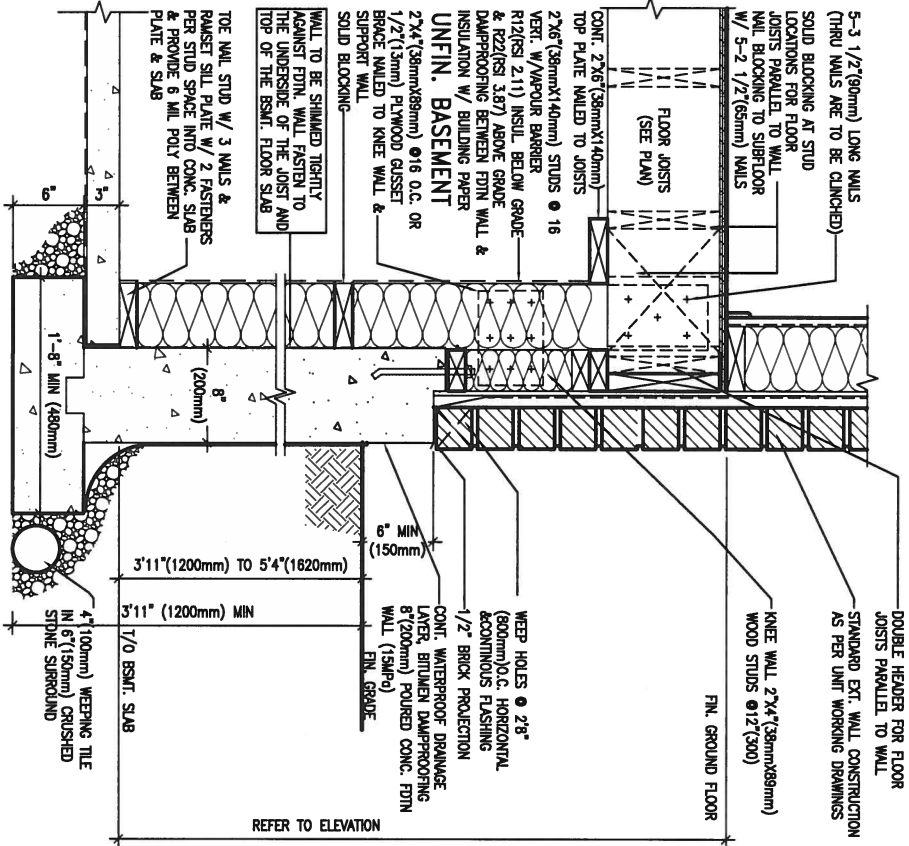 5-3 1/2"(90mm) LONG NAILS
(THRU NAILS ARE TO BE CLINCHED)
SOLID BLOCKING AT STUD
LOCATIONS FOR FLOOR
JOISTS PARALLEL TO WALL
NAIL BLOCKING TO SUBFLOOR
W/ 5-2 1/2"(65mm) NAILS
FLOOR JOISTS
(SEE PLAN)
CONT. 2"X6"(38mmX140mm)
TOP PLATE NAILED TO JOISTS
2"X6"(38mmX140mm) STUDS @ 16
VERT. W/VAPOUR BARRIER
R12(RSI 2.11) INSUL BELOW GRADE
& R22(RSI 3.87) ABOVE GRADE
DAMPROOFING BETWEEN FDTN WALL &
INSULATION W/ BUILDING PAPER
UNFIN. BASEMENT
2"X4"(38mmX89mm) @16 O.C. OR
1/2"(13mm) PLYWOOD GUSSET
BRACE NAILED TO KNEE WALL &
SUPPORT WALL
SOLID BLOCKING
WALL TO BE SHIMMED TIGHTLY
AGAINST FDTN. WALL FASTEN TO
THE UNDERSIDE OF THE JOIST AND
TOP OF THE BSMT. FLOOR SLAB
TOE NAIL STUD W/ 3 NAILS &
RAMSET SILL PLATE W/ 2 FASTENERS
PER STUD SPACE INTO CONC. SLAB
& PROVIDE 6 MIL POLY BETWEEN
PLATE & SLAB
6"
3"
8"
(200mm)
1'-8" MIN (480mm)
DOUBLE HEADER FOR FLOOR
JOISTS PARALLEL TO WALL
STANDARD EXT. WALL CONSTRUCTION
AS PER UNIT WORKING DRAWINGS
FIN. GROUND FLOOR
KNEE WALL 2"X4"(38mmX89mm)
WOOD STUDS @12"(300)
WEEP HOLES @ 2'8"
(800mm)O.C. HORIZONTAL
&CONTINOUS FLASHING
1/2" BRICK PROJECTION
CONT. WATERPROOF DRAINAGE
LAYER, BITUMEN DAMPPROOFING
8"(200mm) POURED CONC. FDTN
WALL (15MPa)
6" MIN
(150mm)
FIN. GRADE
3'11"(1200mm) TO 5'4"(1620mm)
3'11" (1200mm) MIN
T/O BSMT. SLAB
4"(100mm) WEEPING TILE
IN 6"(150mm) CRUSHED
STONE SURROUND
REFER TO ELEVATION